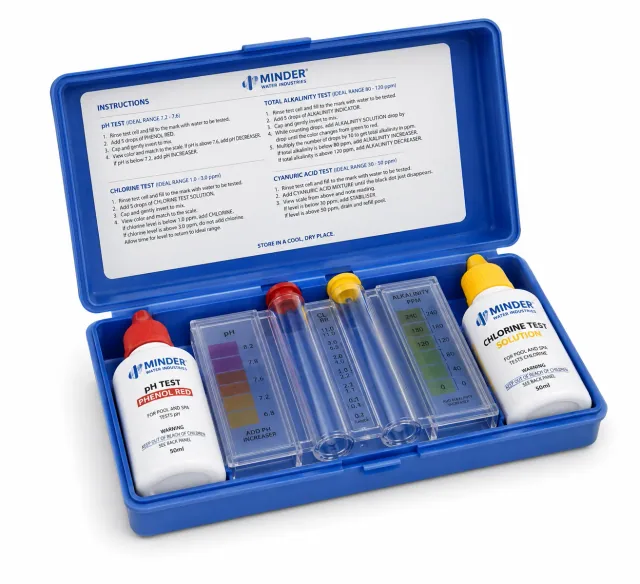 MINDER®
WATER INDUSTRIES
INSTRUCTIONS
pH TEST (IDEAL RANGE 7.2 - 7.6)
1. Rinse test cell and fill to the mark with water to be tested.
2. Add 5 drops of PHENOL RED.
3. Cap and gently invert to mix.
4. View color and match to the scale. If pH is above 7.6, add pH DECREASER.
If pH is below 7.2, add pH INCREASER.
CHLORINE TEST (IDEAL RANGE 1.0 - 3.0 ppm)
1. Rinse test cell and fill to the mark with water to be tested.
2. Add 5 drops of CHLORINE TEST SOLUTION.
3. Cap and gently invert to mix.
4. View color and match to the scale.
If chlorine level is below 1.0 ppm, add CHLORINE.
If chlorine level is above 3.0 ppm, do not add chlorine
Allow time for level to return to ideal range.
TOTAL ALKALINITY TEST (IDEAL RANGE 80 - 120 ppm)
1. Rinse test cell and fill to the mark with water to be tested.
2. Add 5 drops of ALKALINITY INDICATOR.
3. Cap and gently invert to mix.
4. While counting drops, add ALKALINITY SOLUTION drop by
drop until the color changes from green to red.
5. Multiply the number of drops by 10 to get total alkalinity in ppm.
If total alkalinity is below 80 ppm, add ALKALINITY INCREASER.
If total alkalinity is above 120 ppm, add ALKALINITY DECREASER.
CYANURIC ACID TEST (IDEAL RANGE 30 - 50 ppm)
1. Rinse test cell and fill to the mark with water to be tested.
2. Add CYANURIC ACID MIXTURE until the black dot just disappears.
3. View scale from above and note reading.
If level is below 30 ppm, add STABILISER.
If level is above 50 ppm, drain and refill pool.
STORE IN A COOL, DRY PLACE.
MINDER®
WATER INDUSTRIES
pH TEST
PHENOL RED
FOR POOL AND SPA
TESTS pH
WARNING
KEEP OUT OF REACH OF CHILDREN
SEE BACK PANEL
50ml
pH
8.2
7.8
7.6
7.2
6.8
ADD PH
INCREASER
ALKALINITY
PPM
240
180
120
80
40
0
MINDER®
WATER INDUSTRIES
CHLORINE TEST
SOLUTION
FOR POOL AND SPA
TESTS CHLORINE
WARNING
KEEP OUT OF REACH OF CHILDREN
SEE BACK PANEL
50ml